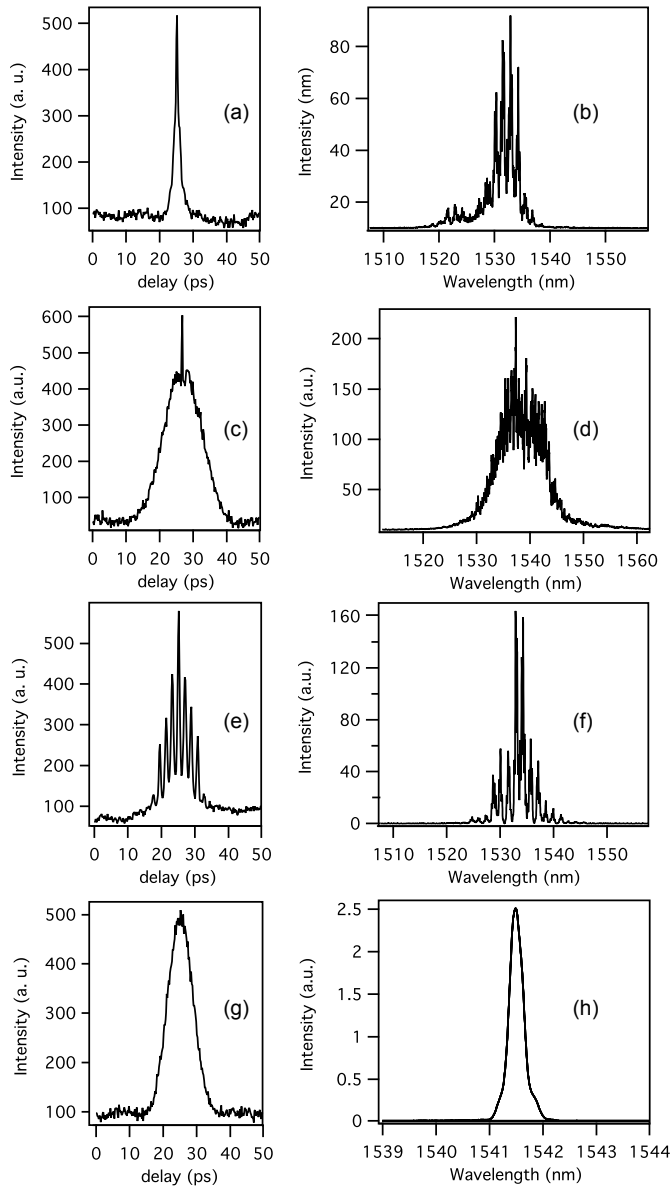 500
400
300
200
100
Intensity (a. u.)
(a)
0 10 20 30 40 50
delay (ps)
80
60
40
20
Intensity (nm)
(b)
1510 1520 1530 1540 1550
Wavelength (nm)
600
500
400
300
200
100
Intensity (a.u.)
(c)
0 10 20 30 40 50
delay (ps)
200
150
100
50
Intensity (a.u.)
(d)
1520 1530 1540 1550 1560
Wavelength (nm)
500
400
300
200
100
Intensity (a. u.)
(e)
0 10 20 30 40 50
delay (ps)
160
120
80
40
0
Intensity (a.u.)
(f)
1510 1520 1530 1540 1550
Wavelength (nm)
500
400
300
200
100
Intensity (a. u.)
(g)
0 10 20 30 40 50
delay (ps)
2.5
2
1.5
1
0.5
0
Intensity (a.u.)
(h)
1539 1540 1541 1542 1543 1544
Wavelength (nm)